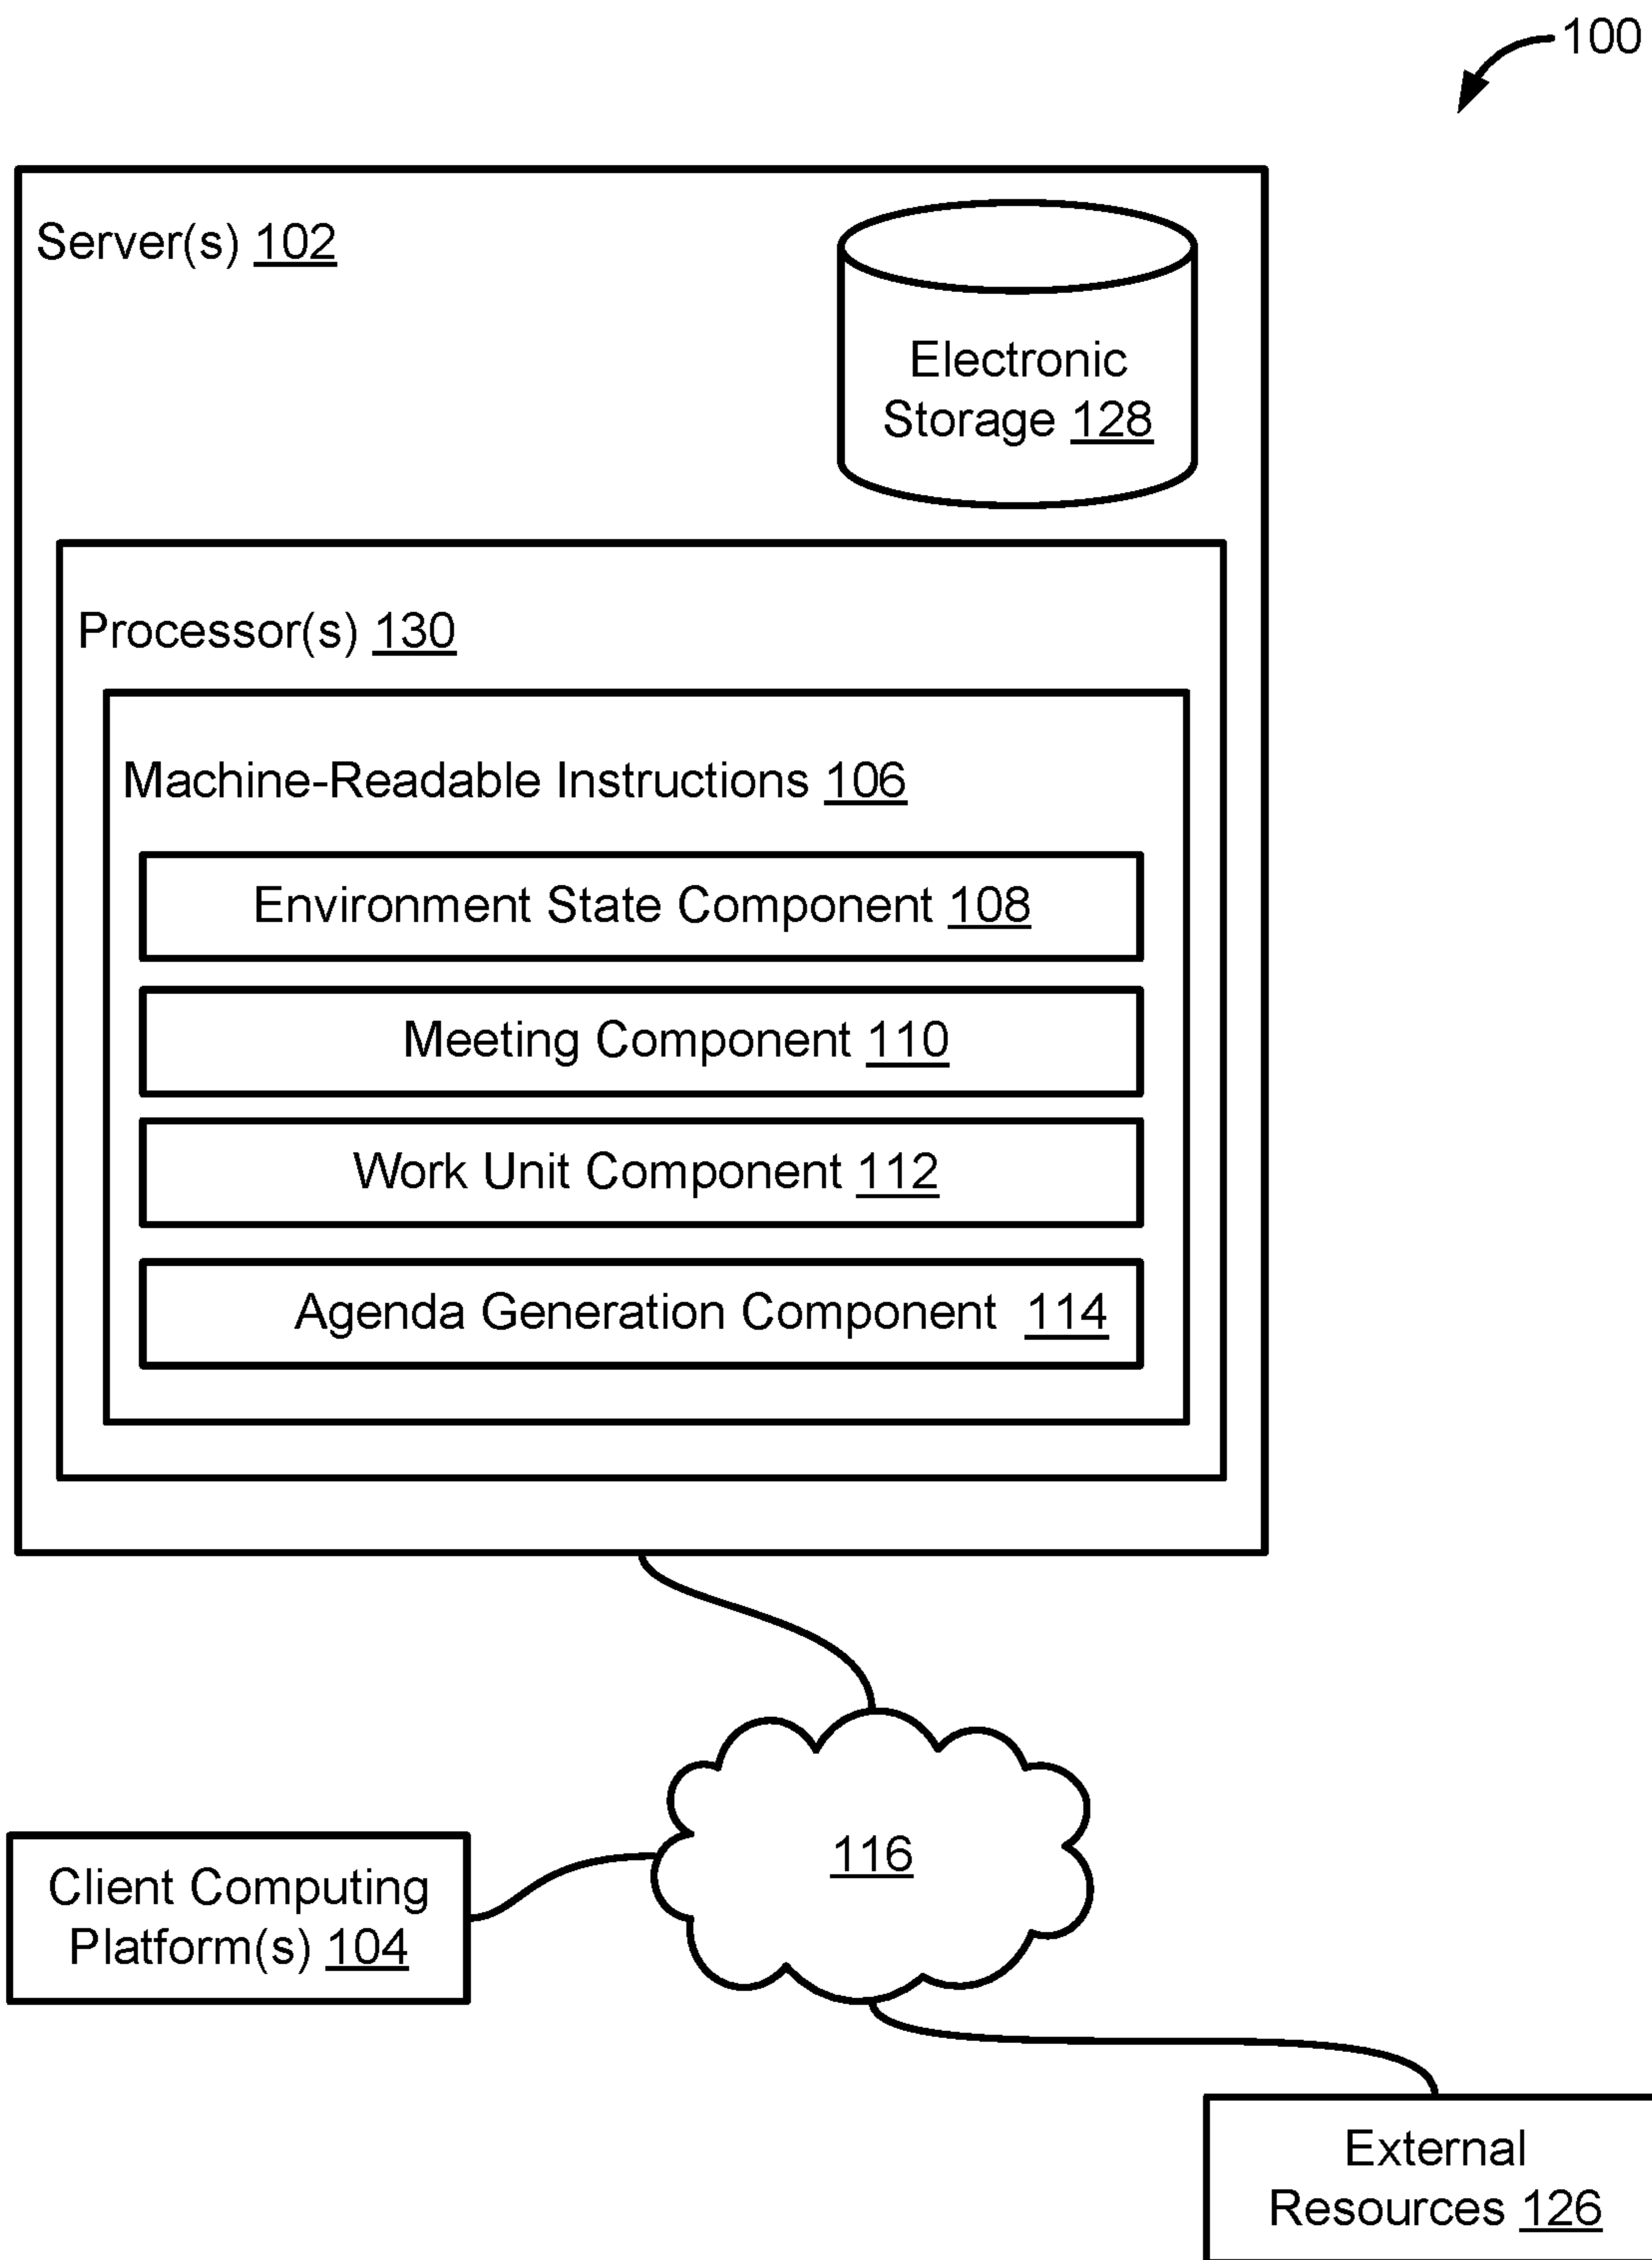 100
Server(s) 102
Electronic
Storage 128
Processor(s) 130
Machine-Readable Instructions 106
Environment State Component 108
Meeting Component 110
Work Unit Component 112
Agenda Generation Component 114
116
Client Computing
Platform(s) 104
External
Resources 126